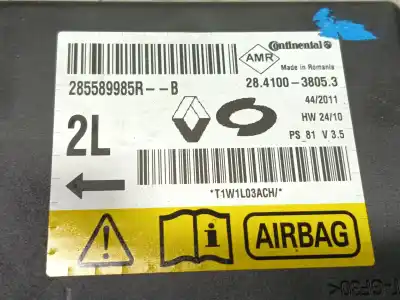 Continental
AMR
Made in Romania
285589985R--B
28.4100-3805.3
44/2011
HW 24/10
PS_81 V 3.5
2L
*T1W1L03ACH/*
i
AIRBAG